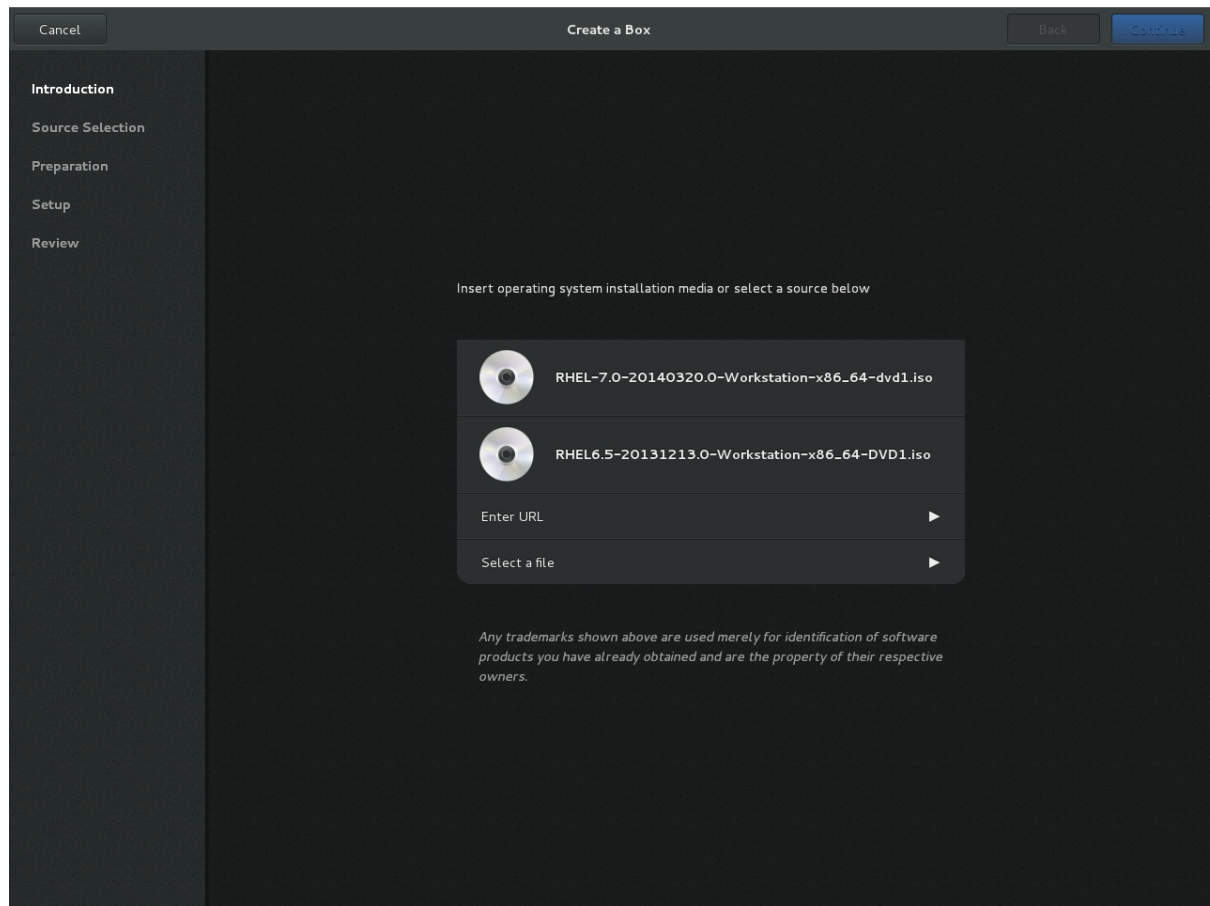 Cancel
Create a Box
Back
Continue
Introduction
Source Selection
Preparation
Setup
Review
Insert operating system installation media or select a source below
RHEL-7.0-20140320.0-Workstation-x86_64-dvd1.iso
RHEL6.5-20131213.0-Workstation-x86_64-DVD1.iso
Enter URL
Select a file
Any trademarks shown above are used merely for identification of software
products you have already obtained and are the property of their respective
owners.